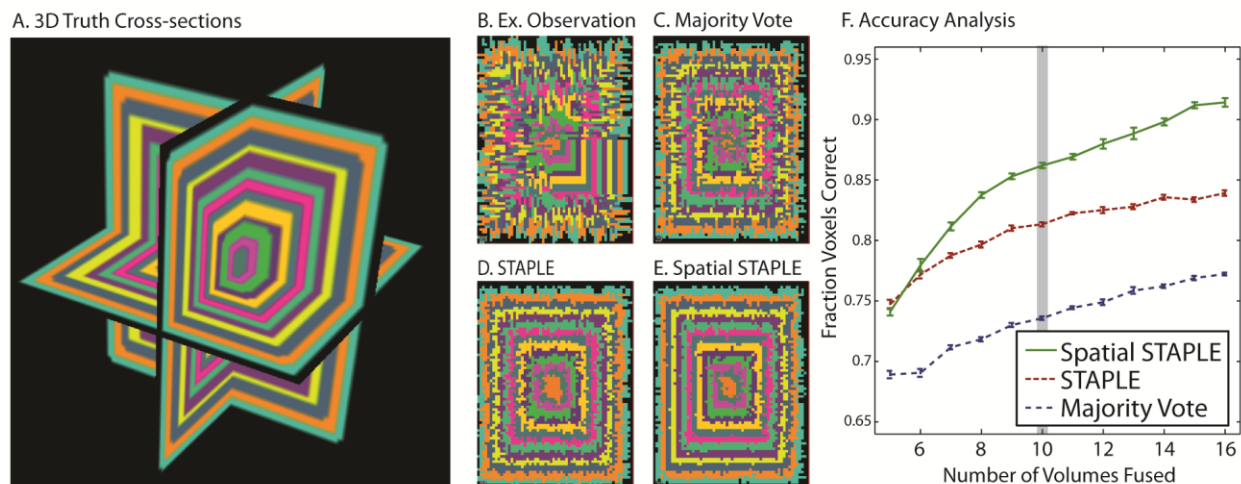 A. 3D Truth Cross-sections
B. Ex. Observation
C. Majority Vote
D. STAPLE
E. Spatial STAPLE
F. Accuracy Analysis
Fraction Voxels Correct
0.95
0.9
0.85
0.8
0.75
0.7
0.65
Spatial STAPLE
STAPLE
Majority Vote
6 8 10 12 14 16
Number of Volumes Fused